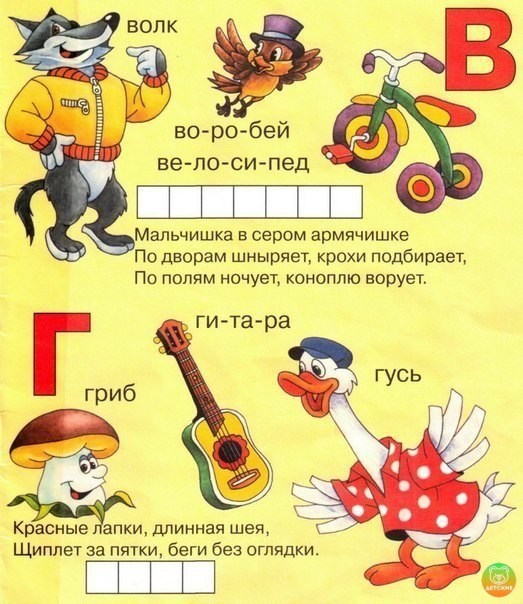 волк
В
во-ро-бей
ве-ло-си-пед
Мальчишка в сером армячишке
По дворам шныряет, крохи подбирает,
По полям ночует, коноплю ворует.
Г
ги-та-ра
гриб
гусь
Красные лапки, длинная шея,
Щиплет за пятки, беги без оглядки.
ДЕТСКИЕ